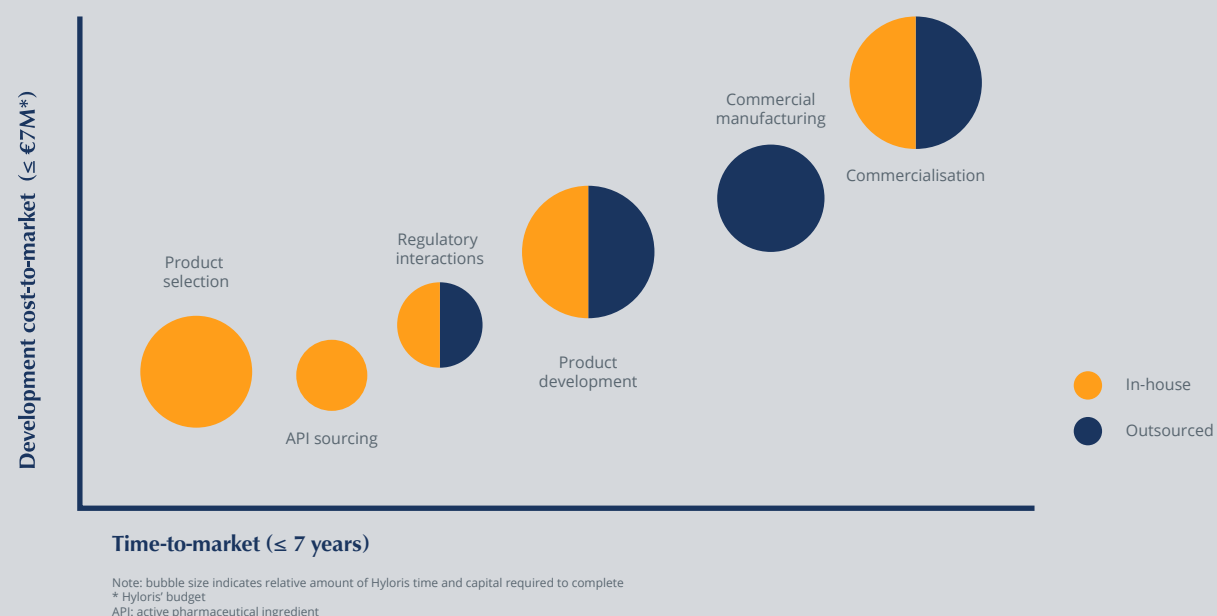 Development cost-to-market (≤ €7M*)
Product
selection
API sourcing
Regulatory
interactions
Product
development
Commercial
manufacturing
Commercialisation
In-house
Outsourced
Time-to-market (≤ 7 years)
Note: bubble size indicates relative amount of Hyloris time and capital required to complete
* Hyloris’ budget
API: active pharmaceutical ingredient